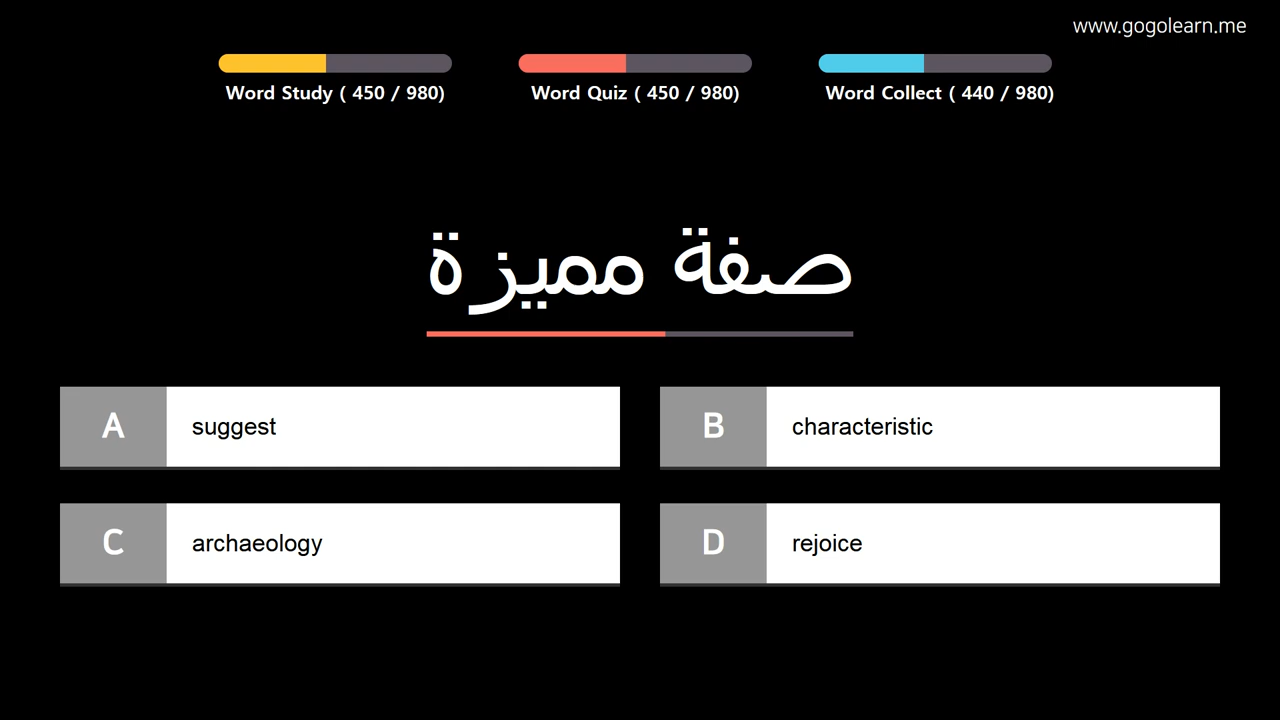 www.gogolearn.me
Word Study ( 450 / 980)
Word Quiz ( 450 / 980)
Word Collect ( 440 / 980)
صفة مميزة
A suggest
B characteristic
C archaeology
D rejoice